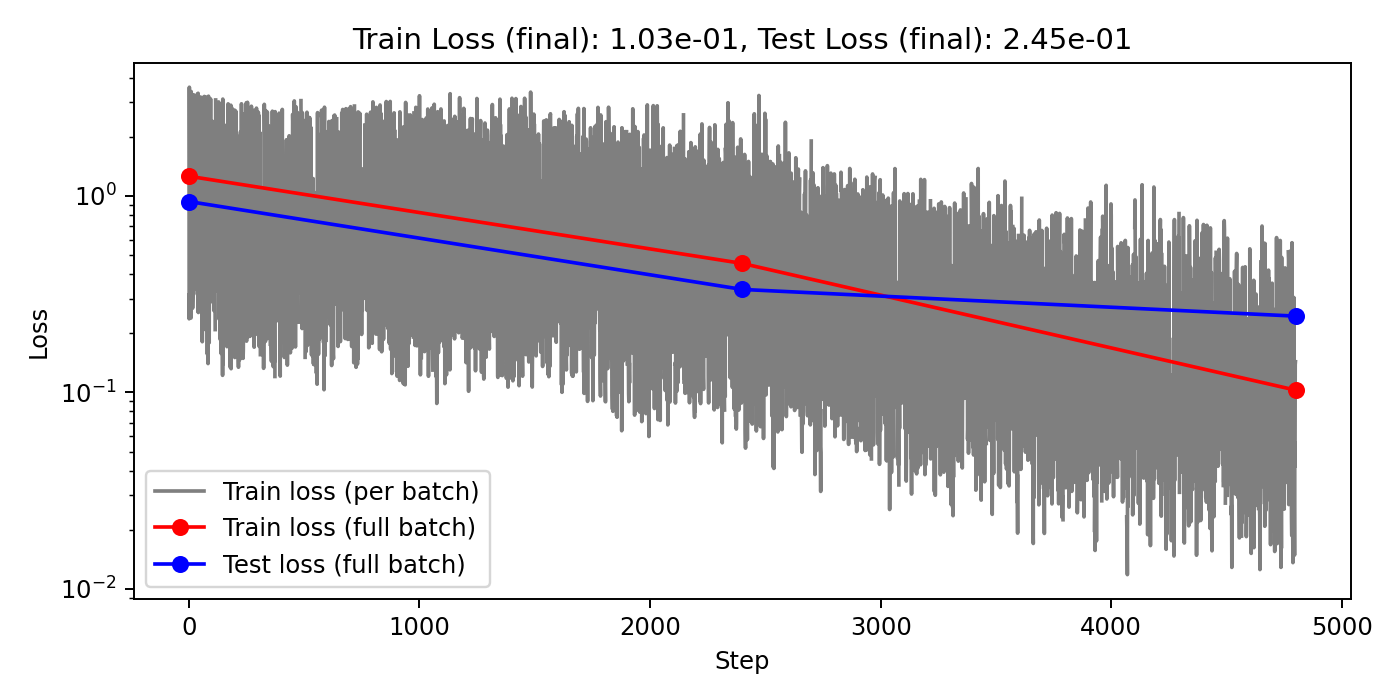 Train Loss (final): 1.03e-01, Test Loss (final): 2.45e-01
Loss
10⁰
10⁻¹
10⁻²
Train loss (per batch)
Train loss (full batch)
Test loss (full batch)
0 1000 2000 3000 4000 5000
Step